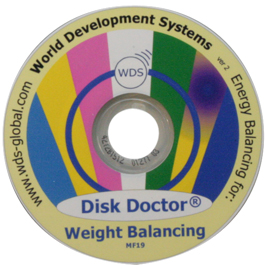 World Development Systems
www.wds-global.com
WDS
ver 2
Energy Balancing for:
Disk Doctor®
Weight Balancing
MF19